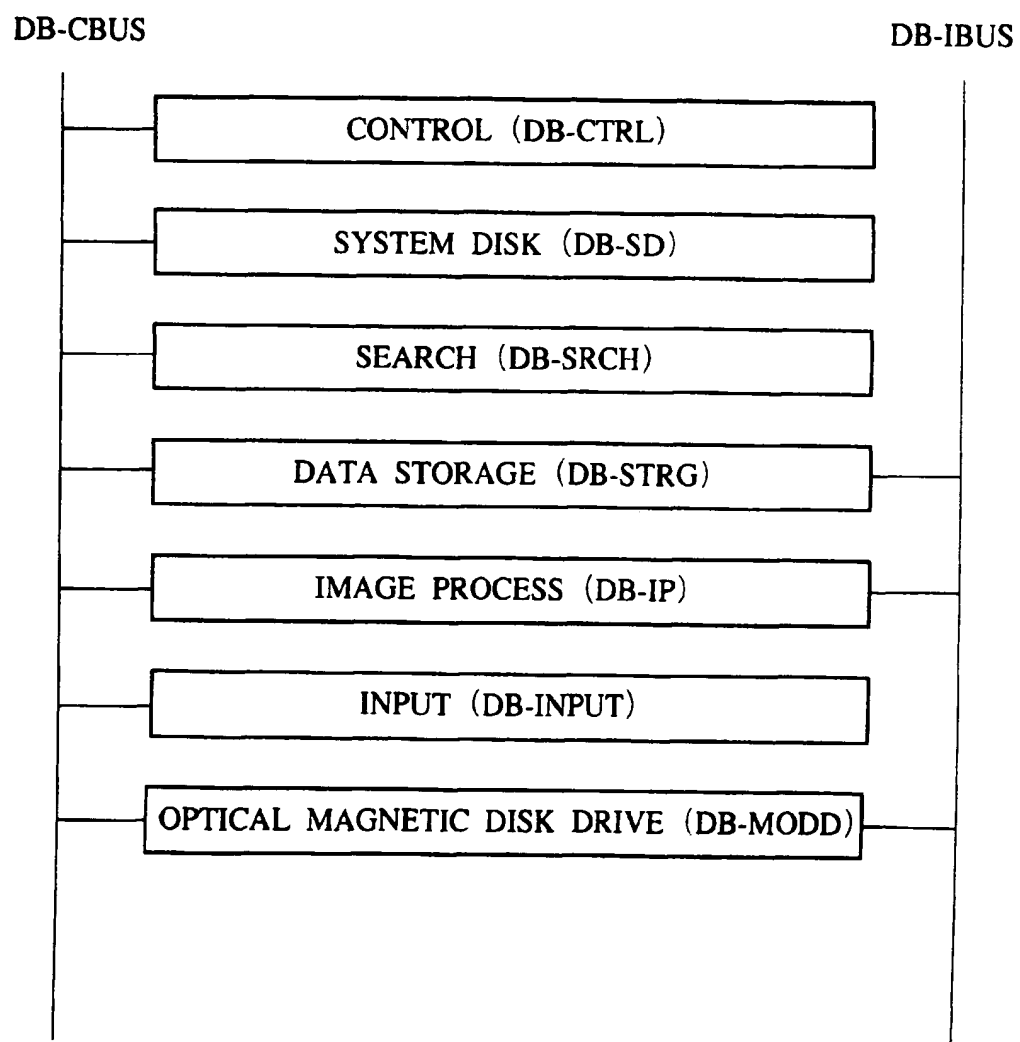 DB-CBUS
DB-IBUS
CONTROL (DB-CTRL)
SYSTEM DISK (DB-SD)
SEARCH (DB-SRCH)
DATA STORAGE (DB-STRG)
IMAGE PROCESS (DB-IP)
INPUT (DB-INPUT)
OPTICAL MAGNETIC DISK DRIVE (DB-MODD)